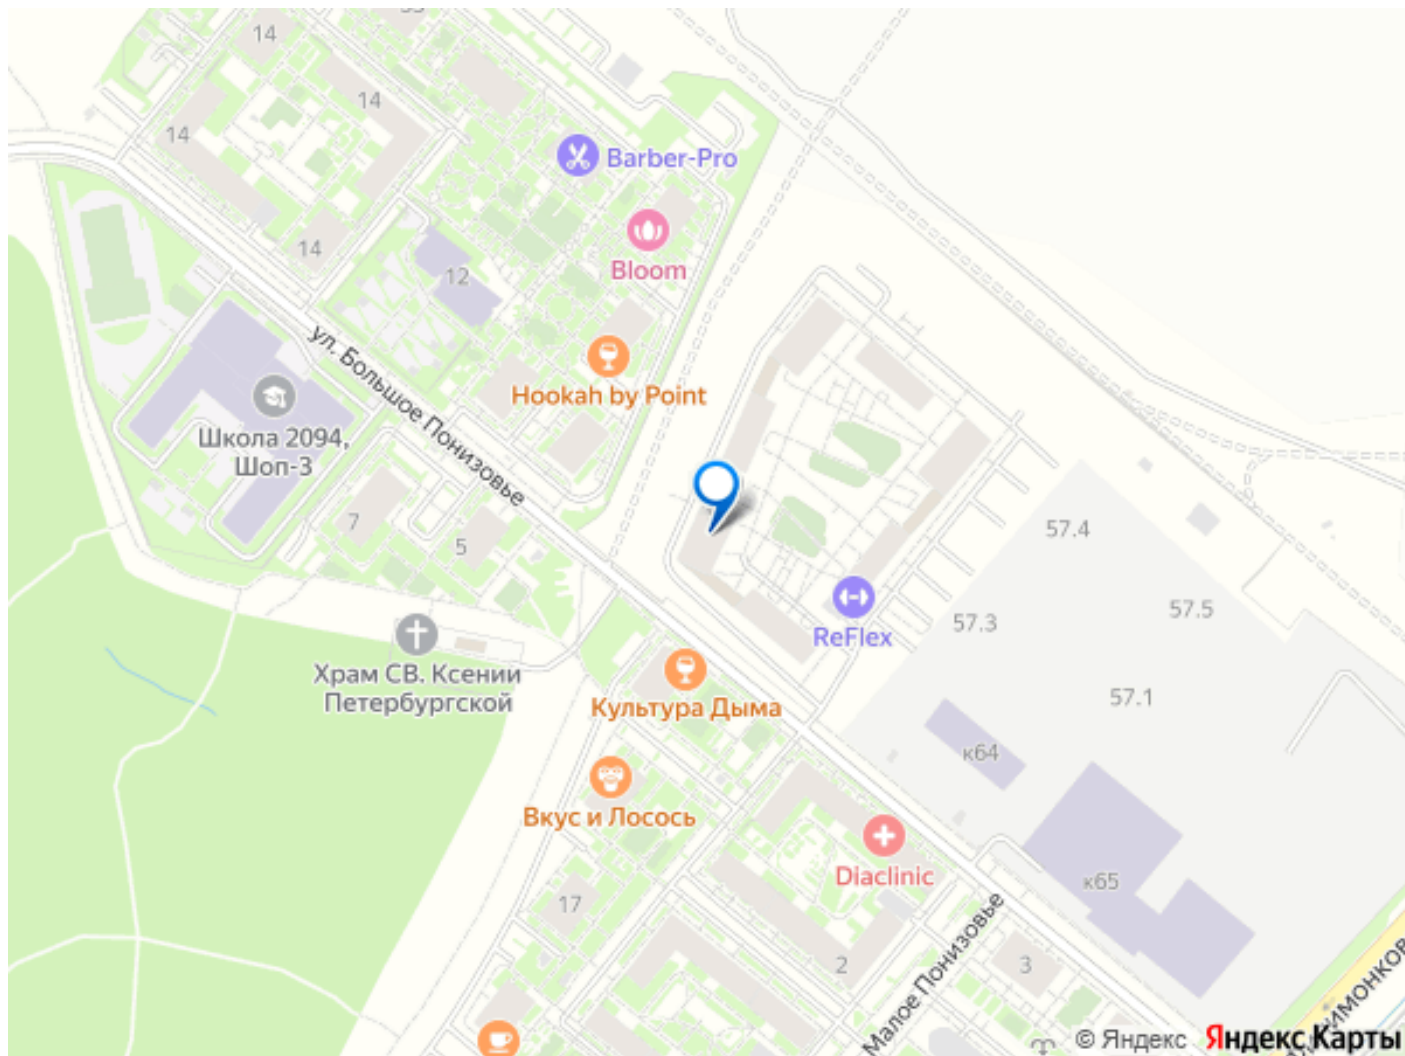 14
14
14
Barber-Pro
Bloom
14
12
ул. Большое Понизовье
Hookah by Point
Школа 2094,
Шоп-3
7
5
57.4
57.5
57.3
ReFlex
Храм СВ. Ксении
Петербургской
Культура Дыма
57.1
к64
Вкус и Лосось
Diaclinic
к65
17
Малое Понизовье
2
3
© Яндекс Яндекс Карты